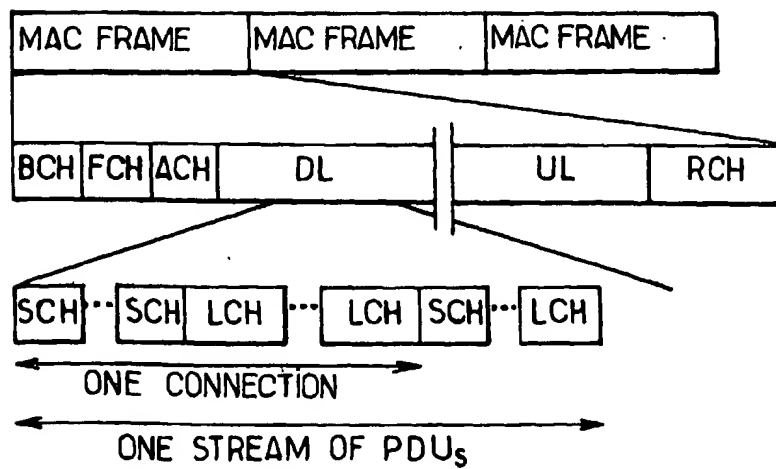 MAC FRAME MAC FRAME MAC FRAME
BCH FCH ACH DL UL RCH
SCH ··· SCH LCH ··· LCH SCH ··· LCH
ONE CONNECTION
ONE STREAM OF PDUs